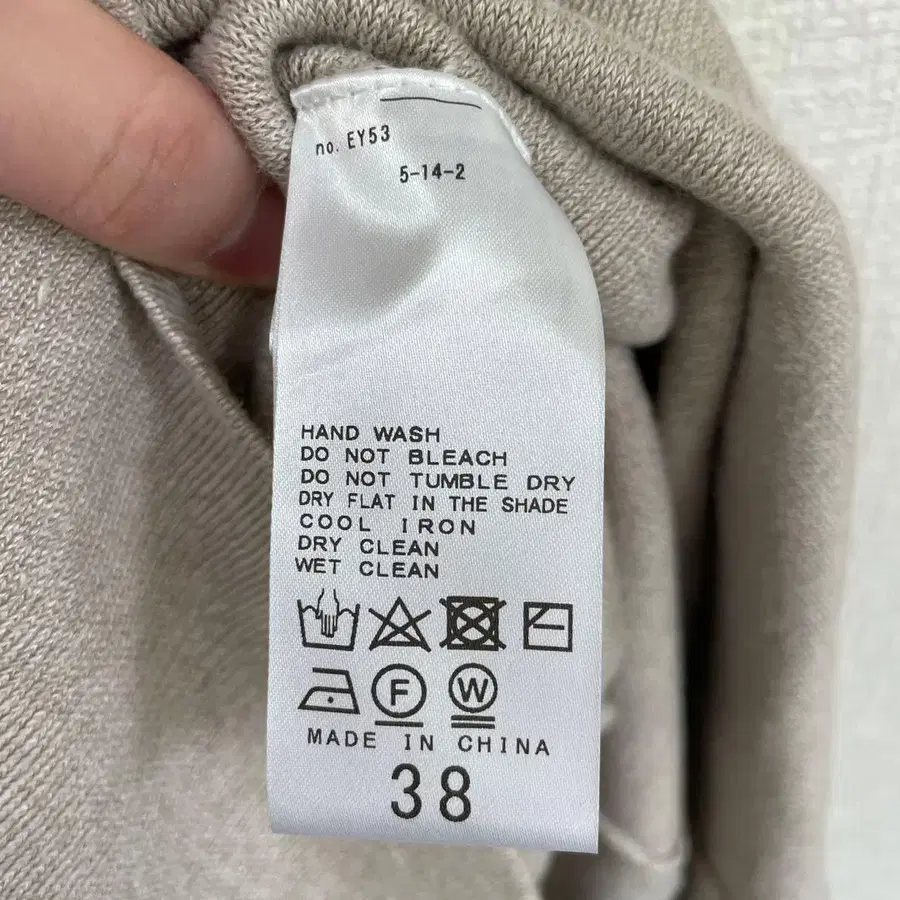 no. EY53
5-14-2
HAND WASH
DO NOT BLEACH
DO NOT TUMBLE DRY
DRY FLAT IN THE SHADE
COOL IRON
DRY CLEAN
WET CLEAN
F W
MADE IN CHINA
38